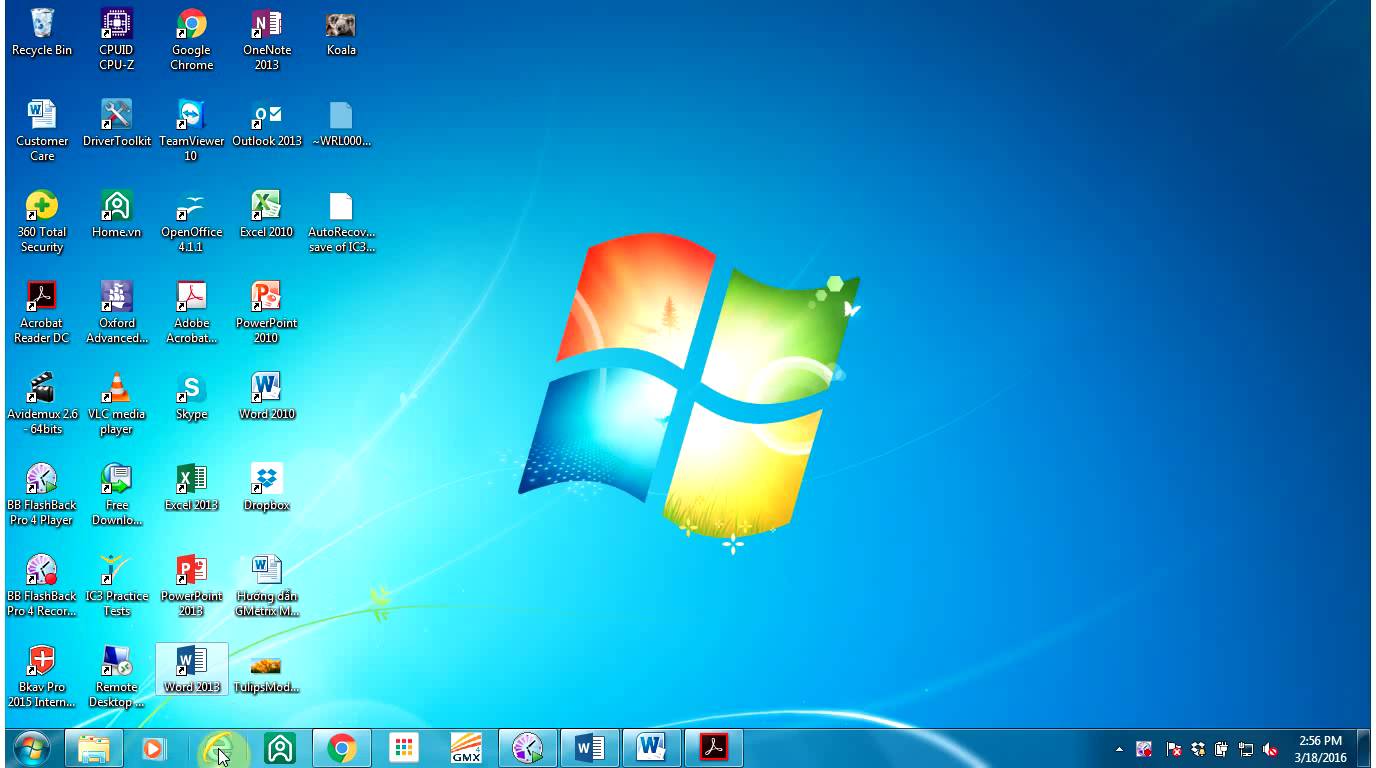 Recycle Bin
CPUID
CPU-Z
Google
Chrome
OneNote
2013
Koala
Customer
Care
DriverToolkit
TeamViewer
10
Outlook 2013
~WRL000...
360 Total
Security
Home.vn
OpenOffice
4.1.1
Excel 2010
AutoRecov...
save of IC3...
Acrobat
Reader DC
Oxford
Advanced...
Adobe
Acrobat...
PowerPoint
2010
Avidemux 2.6
- 64bits
VLC media
player
Skype
Word 2010
BB FlashBack
Pro 4 Player
Free
Downlo...
Excel 2013
Dropbox
BB FlashBack
Pro 4 Recor...
IC3 Practice
Tests
PowerPoint
2013
Hướng dẫn
GMetrix M...
Bkav Pro
2015 Intern...
Remote
Desktop ...
Word 2013
TulipsMod...
GMX
4
2:56 PM
3/18/2016